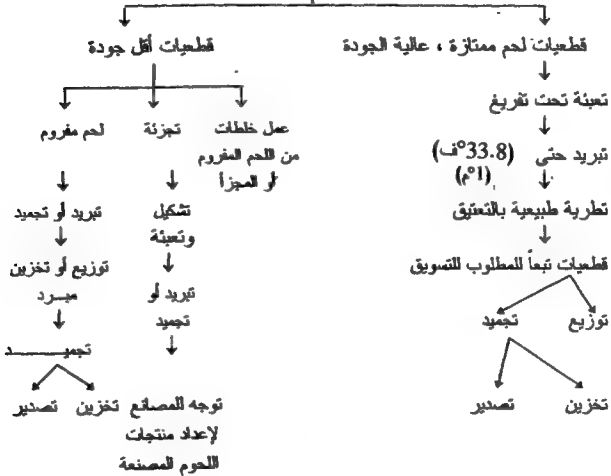 قطعيات لحم ممتازة ، عالية الجودة
تعبئة تحت تفريغ
تبريد حتى (33.8°ف)
(1°م)
تطرية طبيعية بالتعتيق
قطعيات تبعاً للمطلوب للتسويق
توزيع
تجميد
تخزين
تصدير
قطعيات أقل جودة
عمل خلطات
من اللحم المفروم
أو المجزأ
تجزئة
تشكيل
وتعبئة
تبريد أو
تجميد
توجه للمصانع
لإعداد منتجات
اللحوم المصنعة
لحم مفروم
تبريد أو تجميد
توزيع أو تخزين
مبـــرد
تجميـــــــــد
تخزين
تصدير